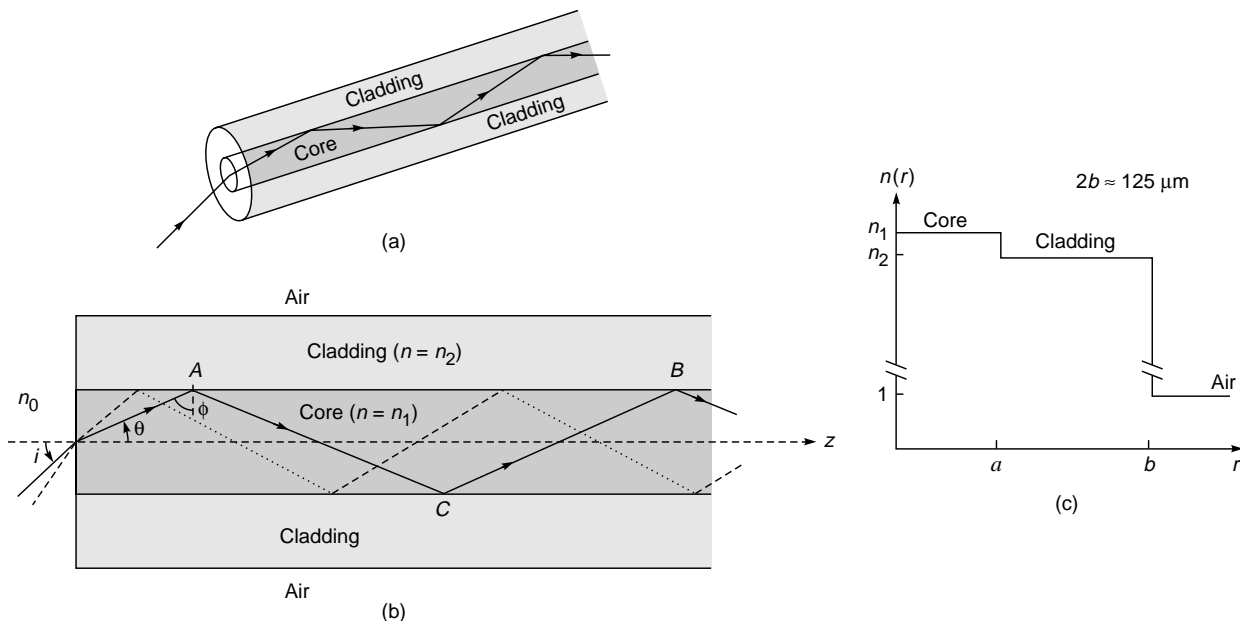 Cladding
Core
Cladding
(a)
Air
Cladding (n = n₂)
A
B
n₀
ϕ
Core (n = n₁)
θ
i
z
C
Cladding
Air
(b)
n(r)
2b ≈ 125 μm
n₁
Core
n₂
Cladding
1
Air
a
b
r
(c)